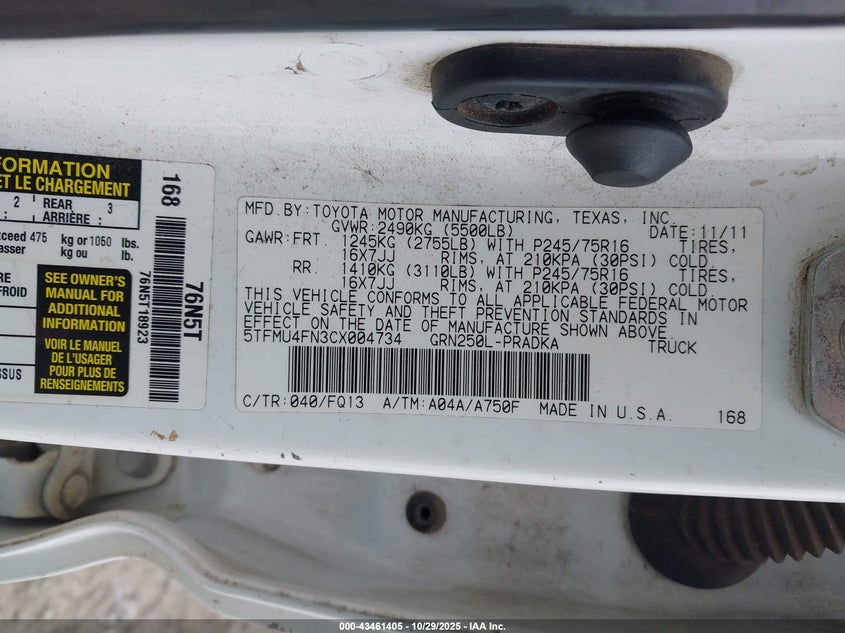 FORMATION
ET LE CHARGEMENT
2 REAR 3
: ARRIÈRE :
ceed 475 kg or 1050 lbs.
asser kg ou lb.
RE
FROID
SEE OWNER'S
MANUAL FOR
ADDITIONAL
INFORMATION
VOIR LE MANUEL
DE L'USAGER
POUR PLUS DE
RENSEIGNEMENTS
SSUS
168
76N5T
76N5T18923
MFD.BY:TOYOTA MOTOR MANUFACTURING, TEXAS, INC.
GVWR:2490KG (5500LB) DATE:11/11
GAWR:FRT. 1245KG (2755LB) WITH P245/75R16 TIRES,
16X7JJ RIMS, AT 210KPA (30PSI) COLD.
RR. 1410KG (3110LB) WITH P245/75R16 TIRES,
16X7JJ RIMS, AT 210KPA (30PSI) COLD.
THIS VEHICLE CONFORMS TO ALL APPLICABLE FEDERAL MOTOR
VEHICLE SAFETY AND THEFT PREVENTION STANDARDS IN
EFFECT ON THE DATE OF MANUFACTURE SHOWN ABOVE.
5TFMU4FN3CX004734 GRN250L-PRADKA TRUCK
C/TR:040/FQ13 A/TM:A04A/A750F MADE IN U.S.A. 168
000-43461405 - 10/29/2025 - IAA Inc.